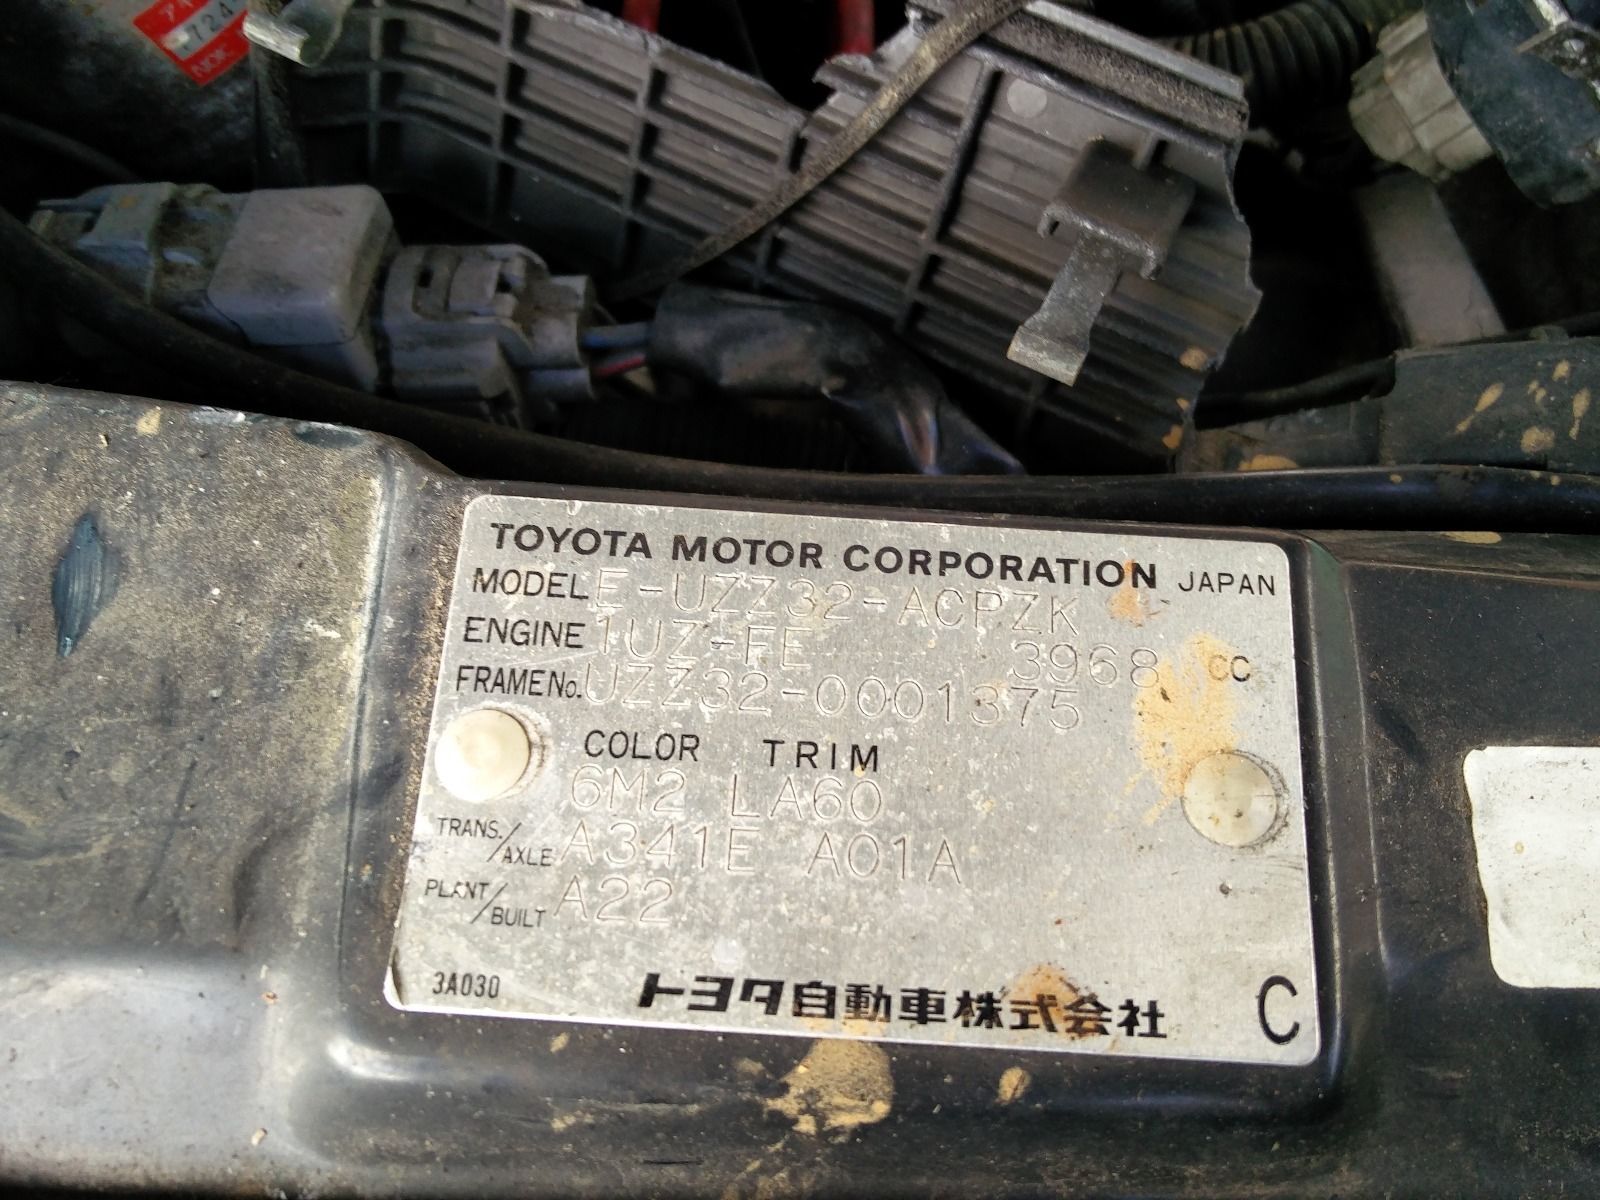 724
NOK
TOYOTA MOTOR CORPORATION JAPAN
MODEL E-UZZ32-ACPZK
ENGINE 1UZ-FE 3968 CC
FRAME No. UZZ32-0001375
COLOR TRIM
6M2 LA60
TRANS./AXLE A341E A01A
PLANT/BUILT A22
3A030 トヨタ自動車株式会社 C